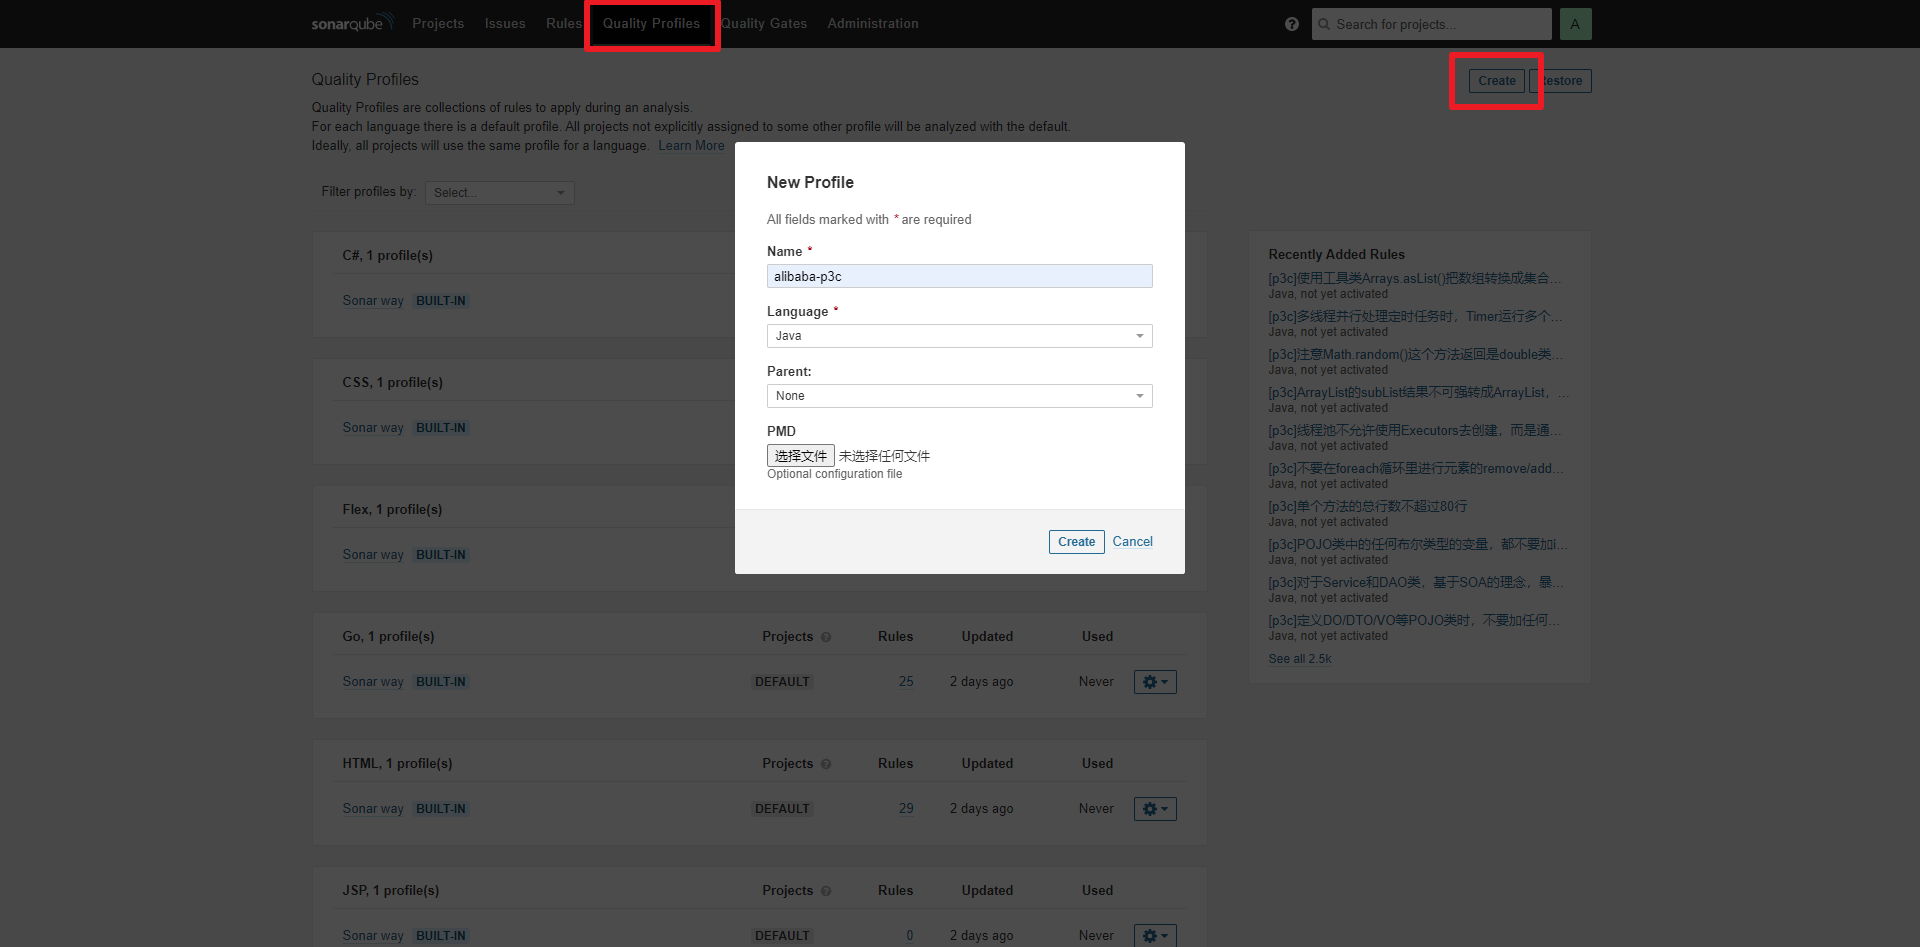 sonarqube Projects Issues Rules Quality Profiles Quality Gates Administration Search for projects... A
Quality Profiles
Create
Quality Profiles are collections of rules to apply during an analysis.
For each language there is a default profile. All projects not explicitly assigned to some other profile will be analyzed with the default.
Ideally, all projects will use the same profile for a language. Learn More
Filter profiles by: Select...
New Profile
All fields marked with * are required
Name *
alibaba-p3c
Language *
Java
Parent:
None
PMD
选择文件 未选择任何文件
Optional configuration file
Create Cancel
C#, 1 profile(s)
Sonar way BUILT-IN
CSS, 1 profile(s)
Sonar way BUILT-IN
Flex, 1 profile(s)
Sonar way BUILT-IN
Go, 1 profile(s) Projects Rules Updated Used
Sonar way BUILT-IN DEFAULT 25 2 days ago Never
HTML, 1 profile(s) Projects Rules Updated Used
Sonar way BUILT-IN DEFAULT 29 2 days ago Never
JSP, 1 profile(s) Projects Rules Updated Used
Sonar way BUILT-IN DEFAULT 0 2 days ago Never
Recently Added Rules
[p3c]使用工具类Arrays.asList()把数组转换成集合...
Java, not yet activated
[p3c]多线程并行处理定时任务时，Timer运行多个...
Java, not yet activated
[p3c]注意Math.random()这个方法返回是double类...
Java, not yet activated
[p3c]ArrayList的subList结果不可强转成ArrayList，...
Java, not yet activated
[p3c]线程池不允许使用Executors去创建，而是通...
Java, not yet activated
[p3c]不要在foreach循环里进行元素的remove/add...
Java, not yet activated
[p3c]单个方法的总行数不超过80行
Java, not yet activated
[p3c]POJO类中的任何布尔类型的变量，都不要加i...
Java, not yet activated
[p3c]对于Service和DAO类，基于SOA的理念，暴...
Java, not yet activated
[p3c]定义DO/DTO/VO等POJO类时，不要加任何...
Java, not yet activated
See all 2.5k